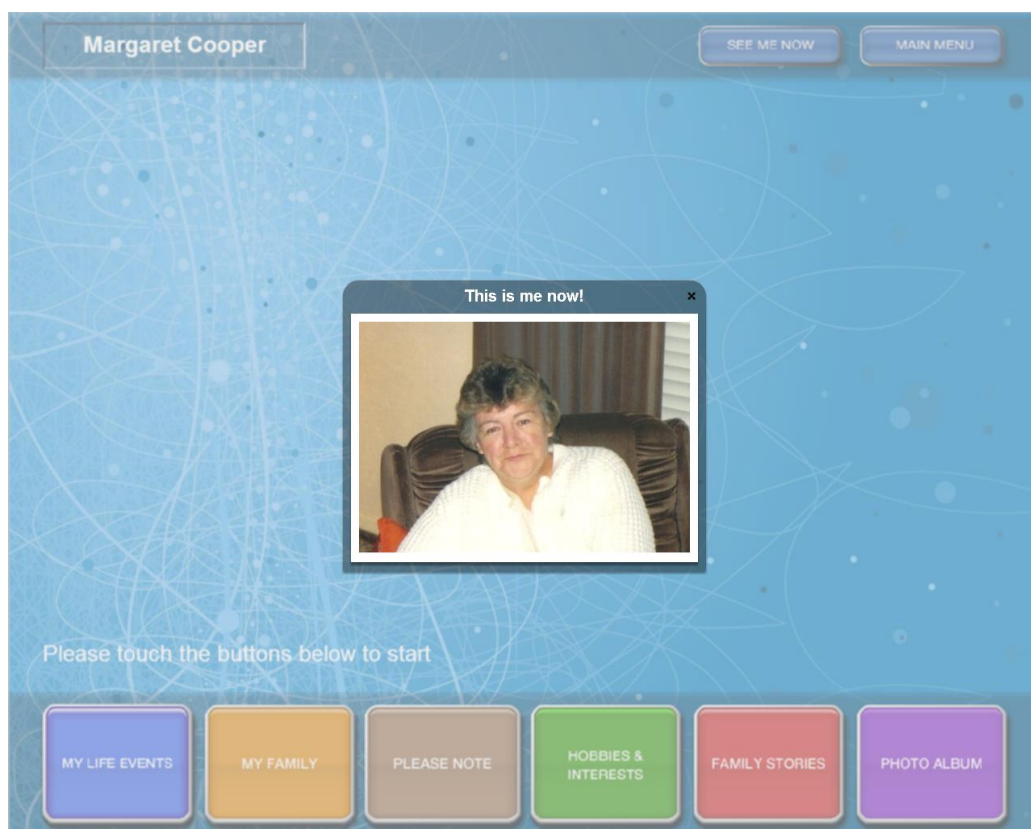 Margaret Cooper
SEE ME NOW
MAIN MENU
This is me now!
×
Please touch the buttons below to start
MY LIFE EVENTS
MY FAMILY
PLEASE NOTE
HOBBIES &
INTERESTS
FAMILY STORIES
PHOTO ALBUM